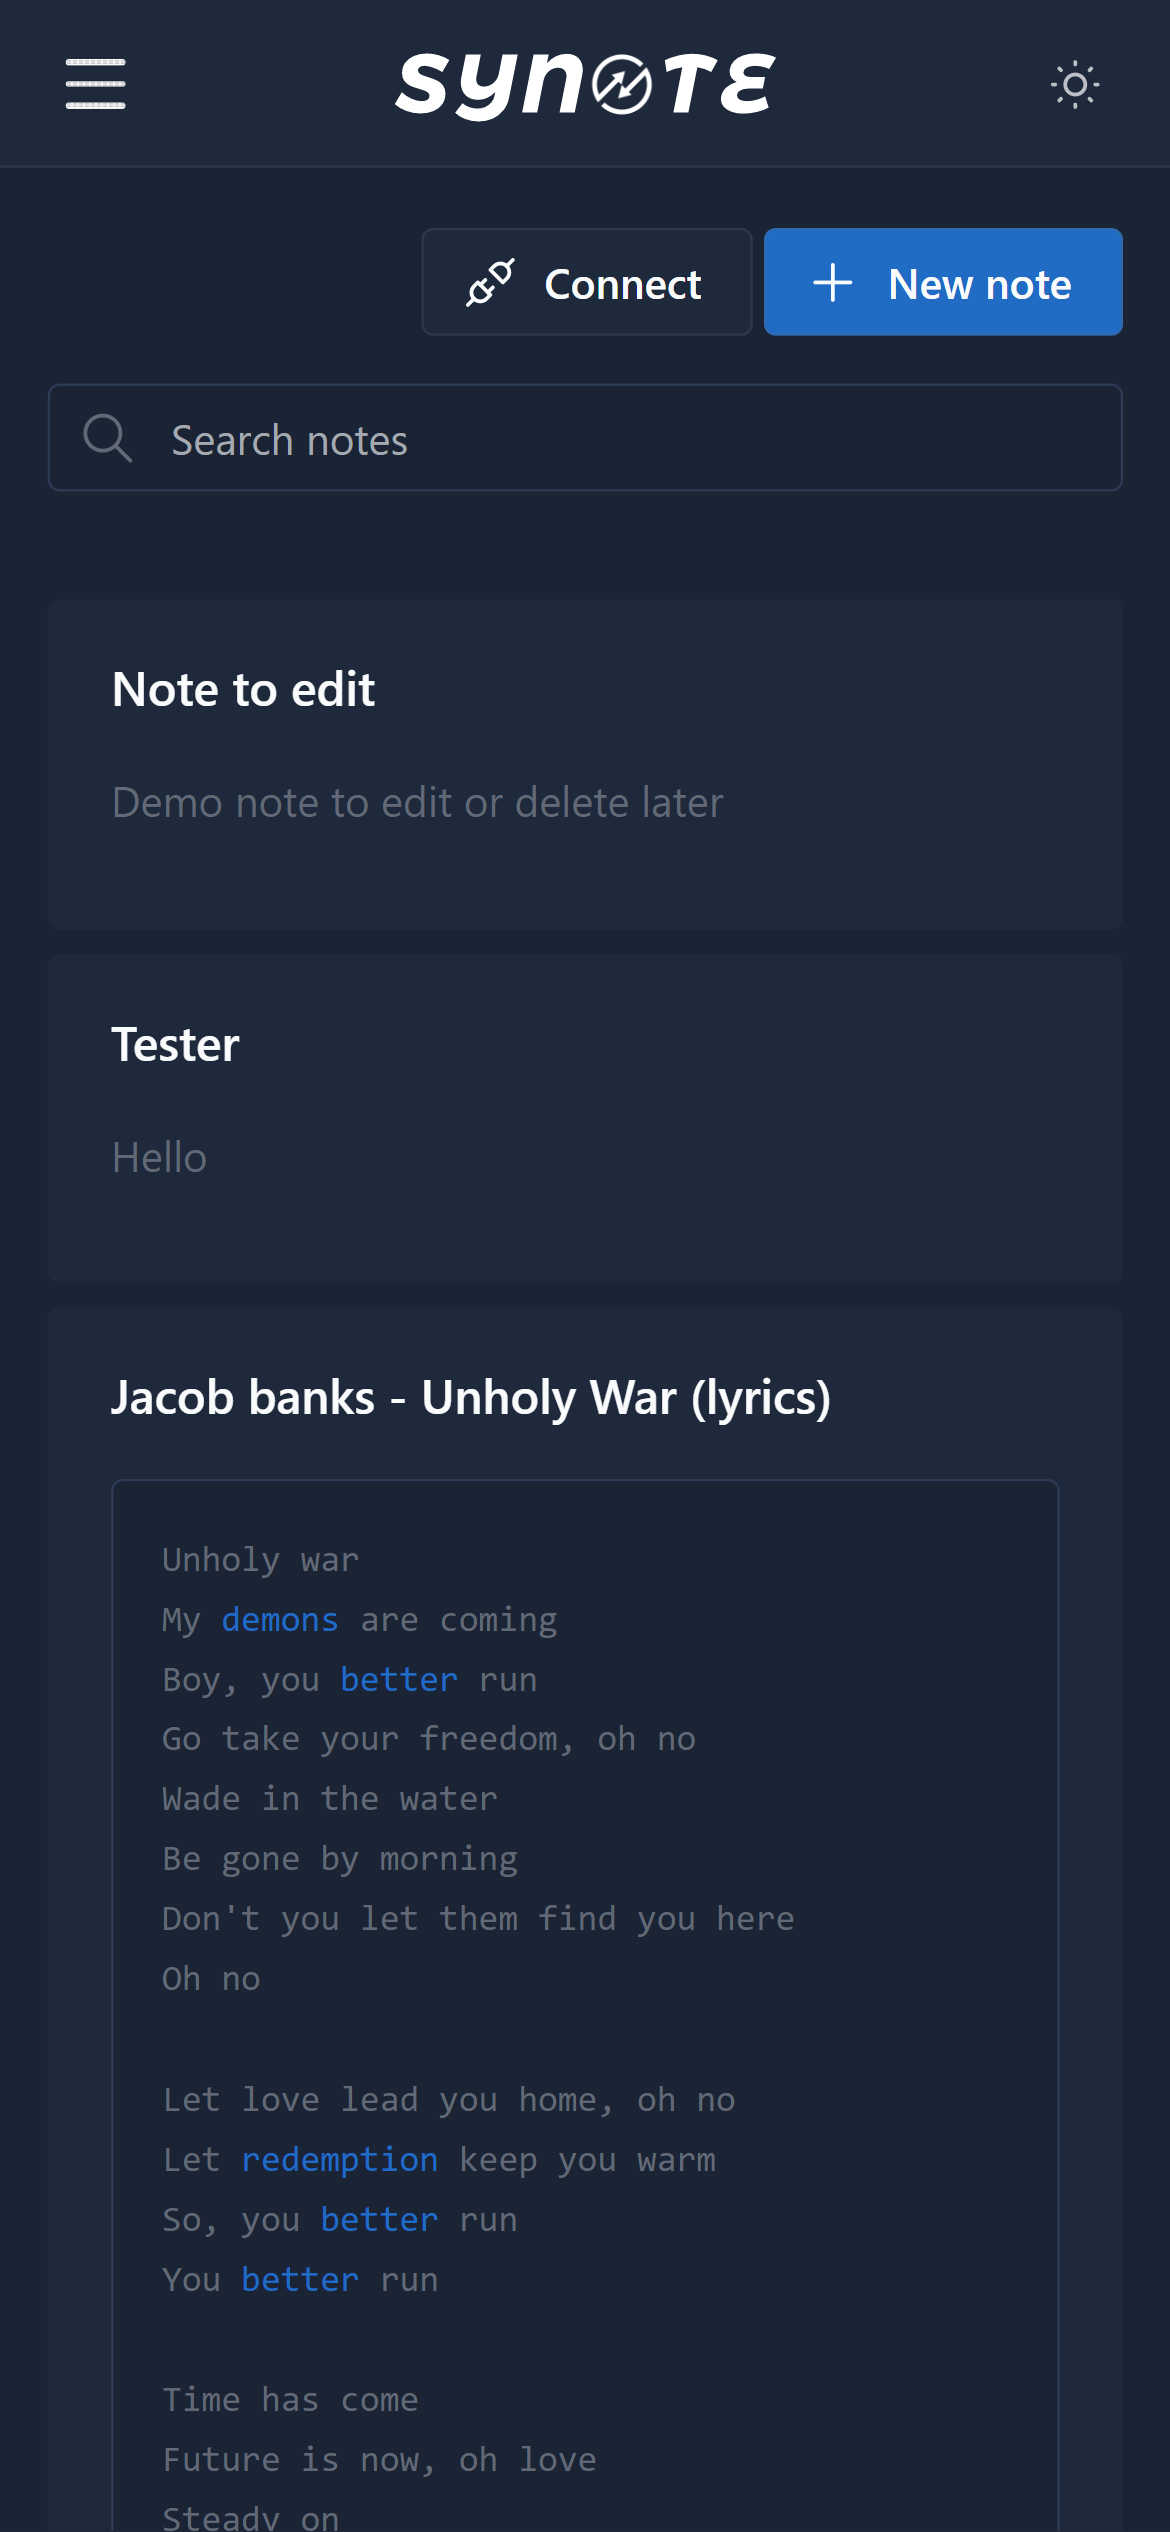 synote
Connect
New note
Search notes
Note to edit
Demo note to edit or delete later
Tester
Hello
Jacob banks - Unholy War (lyrics)
Unholy war
My demons are coming
Boy, you better run
Go take your freedom, oh no
Wade in the water
Be gone by morning
Don't you let them find you here
Oh no
Let love lead you home, oh no
Let redemption keep you warm
So, you better run
You better run
Time has come
Future is now, oh love
Steady on